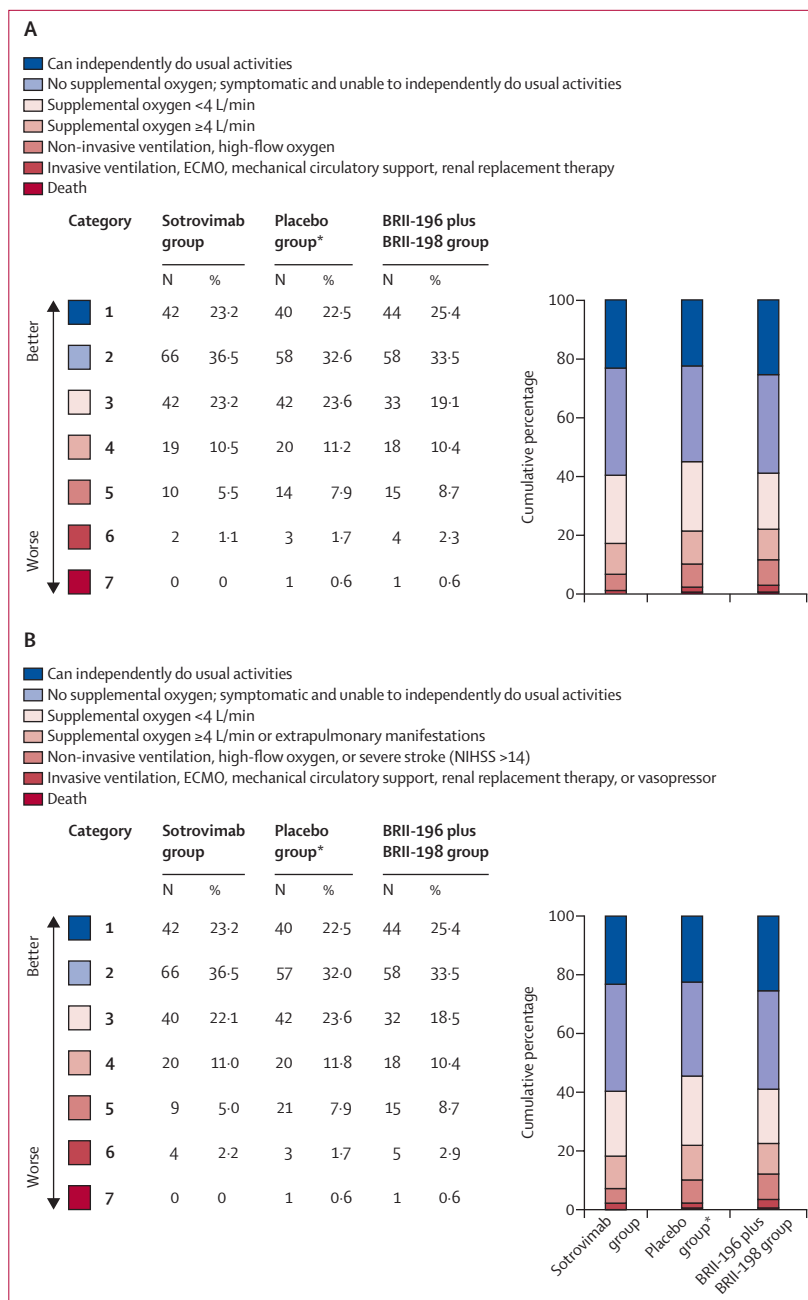 A
Can independently do usual activities
No supplemental oxygen; symptomatic and unable to independently do usual activities
Supplemental oxygen <4 L/min
Supplemental oxygen ≥4 L/min
Non-invasive ventilation, high-flow oxygen
Invasive ventilation, ECMO, mechanical circulatory support, renal replacement therapy
Death
Category Sotrovimab group Placebo group* BRII-196 plus BRII-198 group
N % N % N %
Better
Worse
1 42 23·2 40 22·5 44 25·4
2 66 36·5 58 32·6 58 33·5
3 42 23·2 42 23·6 33 19·1
4 19 10·5 20 11·2 18 10·4
5 10 5·5 14 7·9 15 8·7
6 2 1·1 3 1·7 4 2·3
7 0 0 1 0·6 1 0·6
Cumulative percentage
100
80
60
40
20
0
B
Can independently do usual activities
No supplemental oxygen; symptomatic and unable to independently do usual activities
Supplemental oxygen <4 L/min
Supplemental oxygen ≥4 L/min or extrapulmonary manifestations
Non-invasive ventilation, high-flow oxygen, or severe stroke (NIHSS >14)
Invasive ventilation, ECMO, mechanical circulatory support, renal replacement therapy, or vasopressor
Death
Category Sotrovimab group Placebo group* BRII-196 plus BRII-198 group
N % N % N %
Better
Worse
1 42 23·2 40 22·5 44 25·4
2 66 36·5 57 32·0 58 33·5
3 40 22·1 42 23·6 32 18·5
4 20 11·0 20 11·8 18 10·4
5 9 5·0 21 7·9 15 8·7
6 4 2·2 3 1·7 5 2·9
7 0 0 1 0·6 1 0·6
Cumulative percentage
100
80
60
40
20
0
Sotrovimab group
Placebo group*
BRII-196 plus BRII-198 group